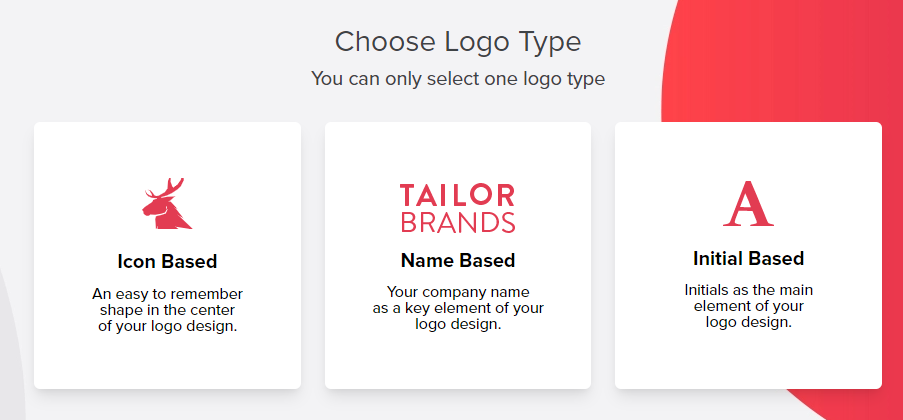 Choose Logo Type
You can only select one logo type
Icon Based
An easy to remember
shape in the center
of your logo design.
TAILOR
BRANDS
Name Based
Your company name
as a key element of your
logo design.
A
Initial Based
Initials as the main
element of your
logo design.